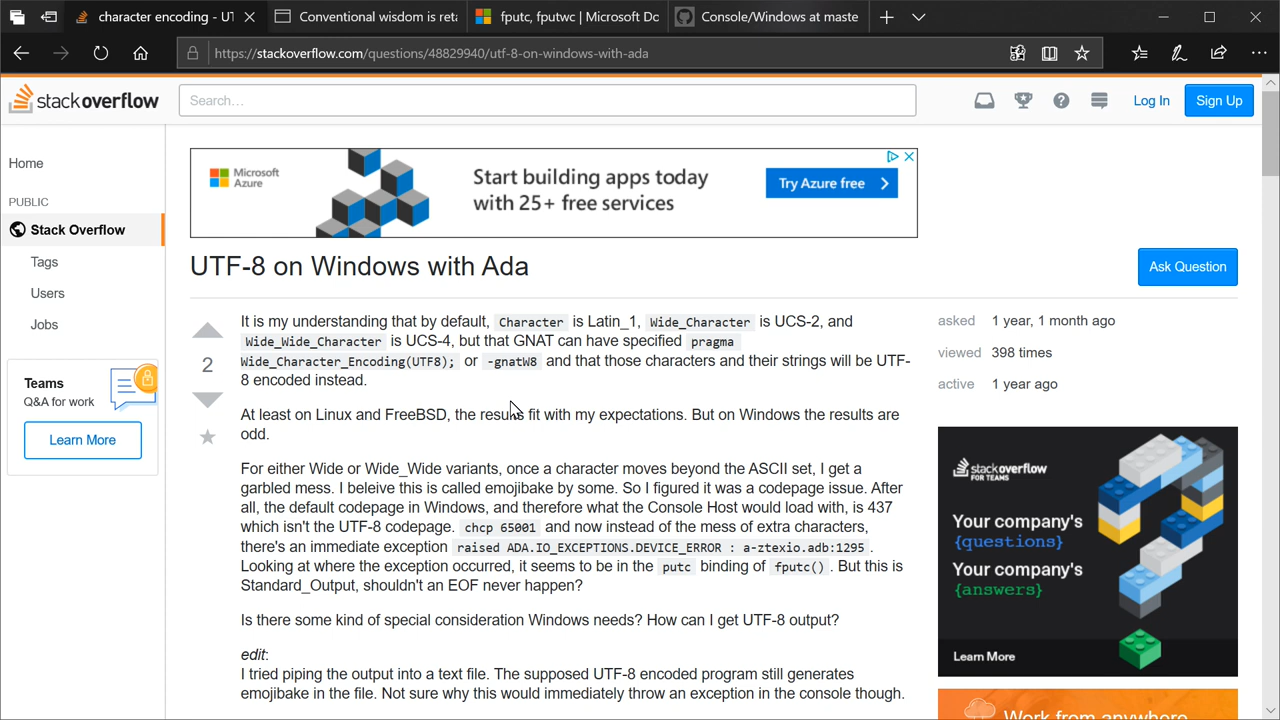 character encoding - UT
Conventional wisdom is reta
fputc, fputwc | Microsoft Do
Console/Windows at maste
https://stackoverflow.com/questions/48829940/utf-8-on-windows-with-ada
stackoverflow
Search...
Log In
Sign Up
Home
PUBLIC
Stack Overflow
Tags
Users
Jobs
Teams
Q&A for work
Learn More
Microsoft
Azure
Start building apps today
with 25+ free services
Try Azure free
UTF-8 on Windows with Ada
Ask Question
2
It is my understanding that by default, Character is Latin_1, Wide_Character is UCS-2, and
Wide_Wide_Character is UCS-4, but that GNAT can have specified pragma
Wide_Character_Encoding(UTF8); or -gnatW8 and that those characters and their strings will be UTF-
8 encoded instead.
At least on Linux and FreeBSD, the results fit with my expectations. But on Windows the results are
odd.
For either Wide or Wide_Wide variants, once a character moves beyond the ASCII set, I get a
garbled mess. I beleive this is called emojibake by some. So I figured it was a codepage issue. After
all, the default codepage in Windows, and therefore what the Console Host would load with, is 437
which isn't the UTF-8 codepage. chcp 65001 and now instead of the mess of extra characters,
there's an immediate exception raised ADA.IO_EXCEPTIONS.DEVICE_ERROR : a-ztexio.adb:1295 .
Looking at where the exception occurred, it seems to be in the putc binding of fputc() . But this is
Standard_Output, shouldn't an EOF never happen?
Is there some kind of special consideration Windows needs? How can I get UTF-8 output?
edit:
I tried piping the output into a text file. The supposed UTF-8 encoded program still generates
emojibake in the file. Not sure why this would immediately throw an exception in the console though.
asked 1 year, 1 month ago
viewed 398 times
active 1 year ago
stackoverflow
FOR TEAMS
Your company's
{questions}
Your company's
{answers}
Learn More
Work from anywhere